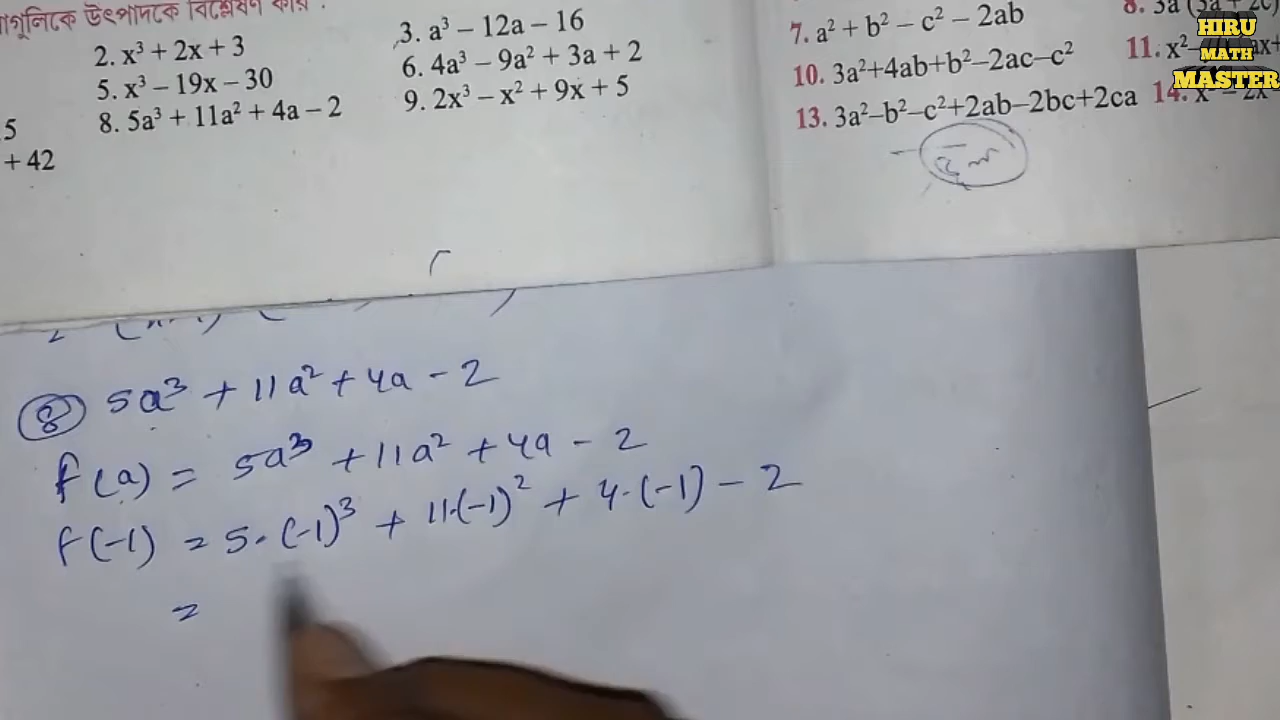 উৎপাদকে বিশ্লেষণ
2. x³ + 2x + 3
3. a³ − 12a − 16
5. x³ − 19x − 30
6. 4a³ − 9a² + 3a + 2
8. 5a³ + 11a² + 4a − 2
9. 2x³ − x² + 9x + 5
5
+ 42
7. a² + b² − c² − 2ab
10. 3a²+4ab+b²−2ac−c²
11. x²−
13. 3a²−b²−c²+2ab−2bc+2ca
HIRU
MATH
MASTER
⑧ 5a³ + 11a² + 4a − 2
f(a) = 5a³ + 11a² + 4a − 2
f(-1) = 5·(-1)³ + 11·(-1)² + 4·(-1) − 2
=